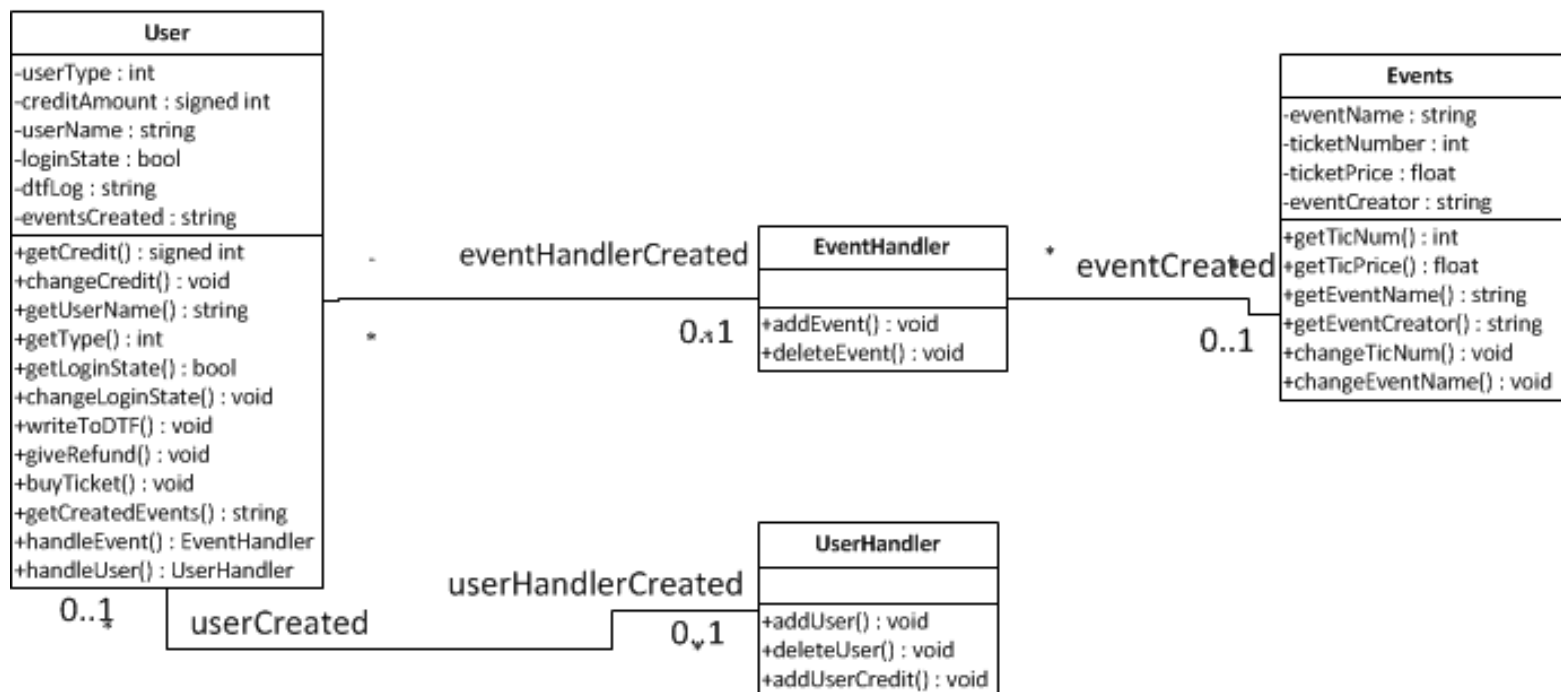 User
-userType : int
-creditAmount : signed int
-userName : string
-loginState : bool
-dtfLog : string
-eventsCreated : string
+getCredit() : signed int
+changeCredit() : void
+getUserName() : string
+getType() : int
+getLoginState() : bool
+changeLoginState() : void
+writeToDTF() : void
+giveRefund() : void
+buyTicket() : void
+getCreatedEvents() : string
+handleEvent() : EventHandler
+handleUser() : UserHandler
-
*
eventHandlerCreated
0..1
EventHandler
+addEvent() : void
+deleteEvent() : void
*
eventCreated
0..1
Events
-eventName : string
-ticketNumber : int
-ticketPrice : float
-eventCreator : string
+getTicNum() : int
+getTicPrice() : float
+getEventName() : string
+getEventCreator() : string
+changeTicNum() : void
+changeEventName() : void
0..1
*
userCreated
userHandlerCreated
0..1
UserHandler
+addUser() : void
+deleteUser() : void
+addUserCredit() : void